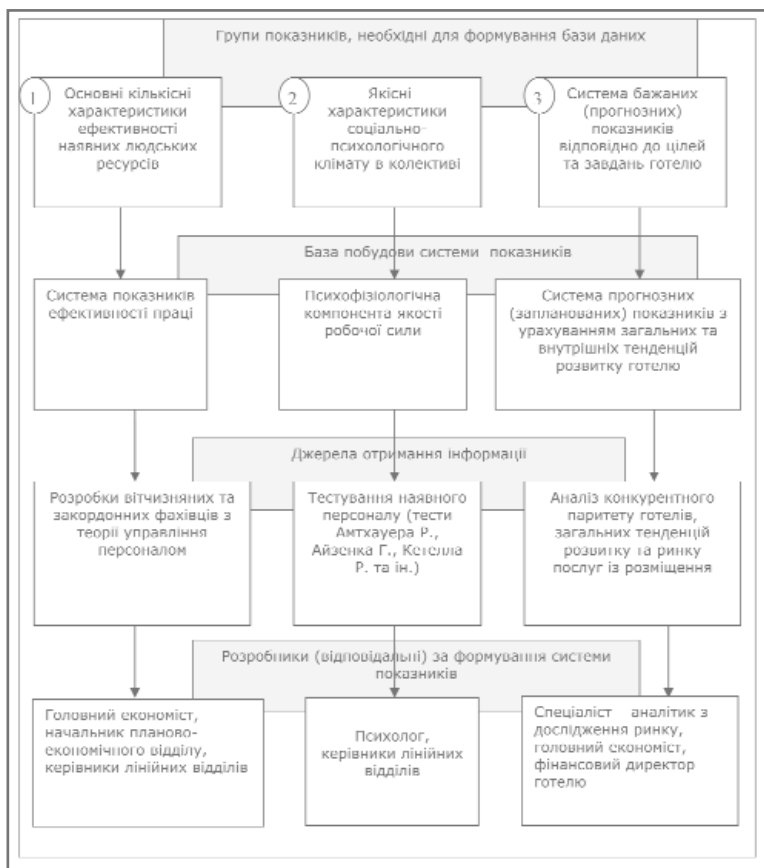 Групи показників, необхідні для формування бази даних
1
Основні кількісні
характеристики
ефективності
наявних людських
ресурсів
2
Якісні
характеристики
соціально-
психологічного
клімату в колективі
3
Система бажаних
(прогнозних)
показників
відповідно до цілей
та завдань готелю
База побудови системи показників
Система показників
ефективності праці
Психофізіологічна
компонента якості
робочої сили
Система прогнозних
(запланованих) показників з
урахуванням загальних та
внутрішніх тенденцій
розвитку готелю
Джерела отримання інформації
Розробки вітчизняних та
закордонних фахівців з
теорії управління
персоналом
Тестування наявного
персоналу (тести
Амтхауера Р.,
Айзенка Г., Кетелла
Р. та ін.)
Аналіз конкурентного
паритету готелів,
загальних тенденцій
розвитку та ринку
послуг із розміщення
Розробники (відповідальні) за формування системи
показників
Головний економіст,
начальник планово-
економічного відділу,
керівники лінійних відділів
Психолог,
керівники лінійних
відділів
Спеціаліст аналітик з
дослідження ринку,
головний економіст,
фінансовий директор
готелю